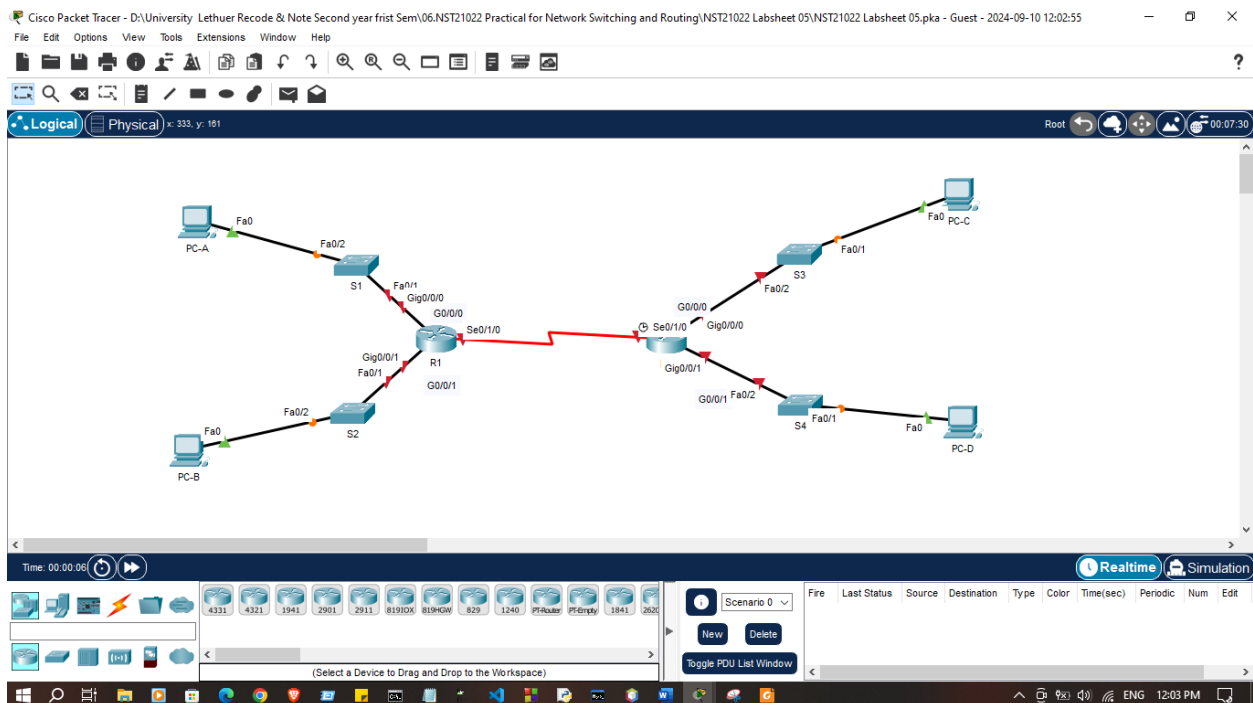 Cisco Packet Tracer - D:\University Lethuer Recode & Note Second year frist Sem\06.NST21022 Practical for Network Switching and Routing\NST21022 Labsheet 05\NST21022 Labsheet 05.pka - Guest - 2024-09-10 12:02:55
File Edit Options View Tools Extensions Window Help
?
Logical Physical x: 333, y: 161 Root 00:07:30
PC-A
Fa0
Fa0/2
S1
Fa0/1
Gig0/0/0
G0/0/0
Se0/1/0
R1
Gig0/0/1
Fa0/1
G0/0/1
Fa0/2
S2
Fa0
PC-B
Fa0
PC-C
Fa0/1
S3
Fa0/2
G0/0/0
Se0/1/0
Gig0/0/0
Gig0/0/1
G0/0/1
Fa0/2
S4
Fa0/1
Fa0
PC-D
Time: 00:00:06 Realtime Simulation
4331 4321 1941 2901 2911 819IOX 819HGW 829 1240 PT-Router PT-Empty 1841
(Select a Device to Drag and Drop to the Workspace)
Scenario 0
New Delete
Toggle PDU List Window
Fire Last Status Source Destination Type Color Time(sec) Periodic Num Edit
ENG 12:03 PM